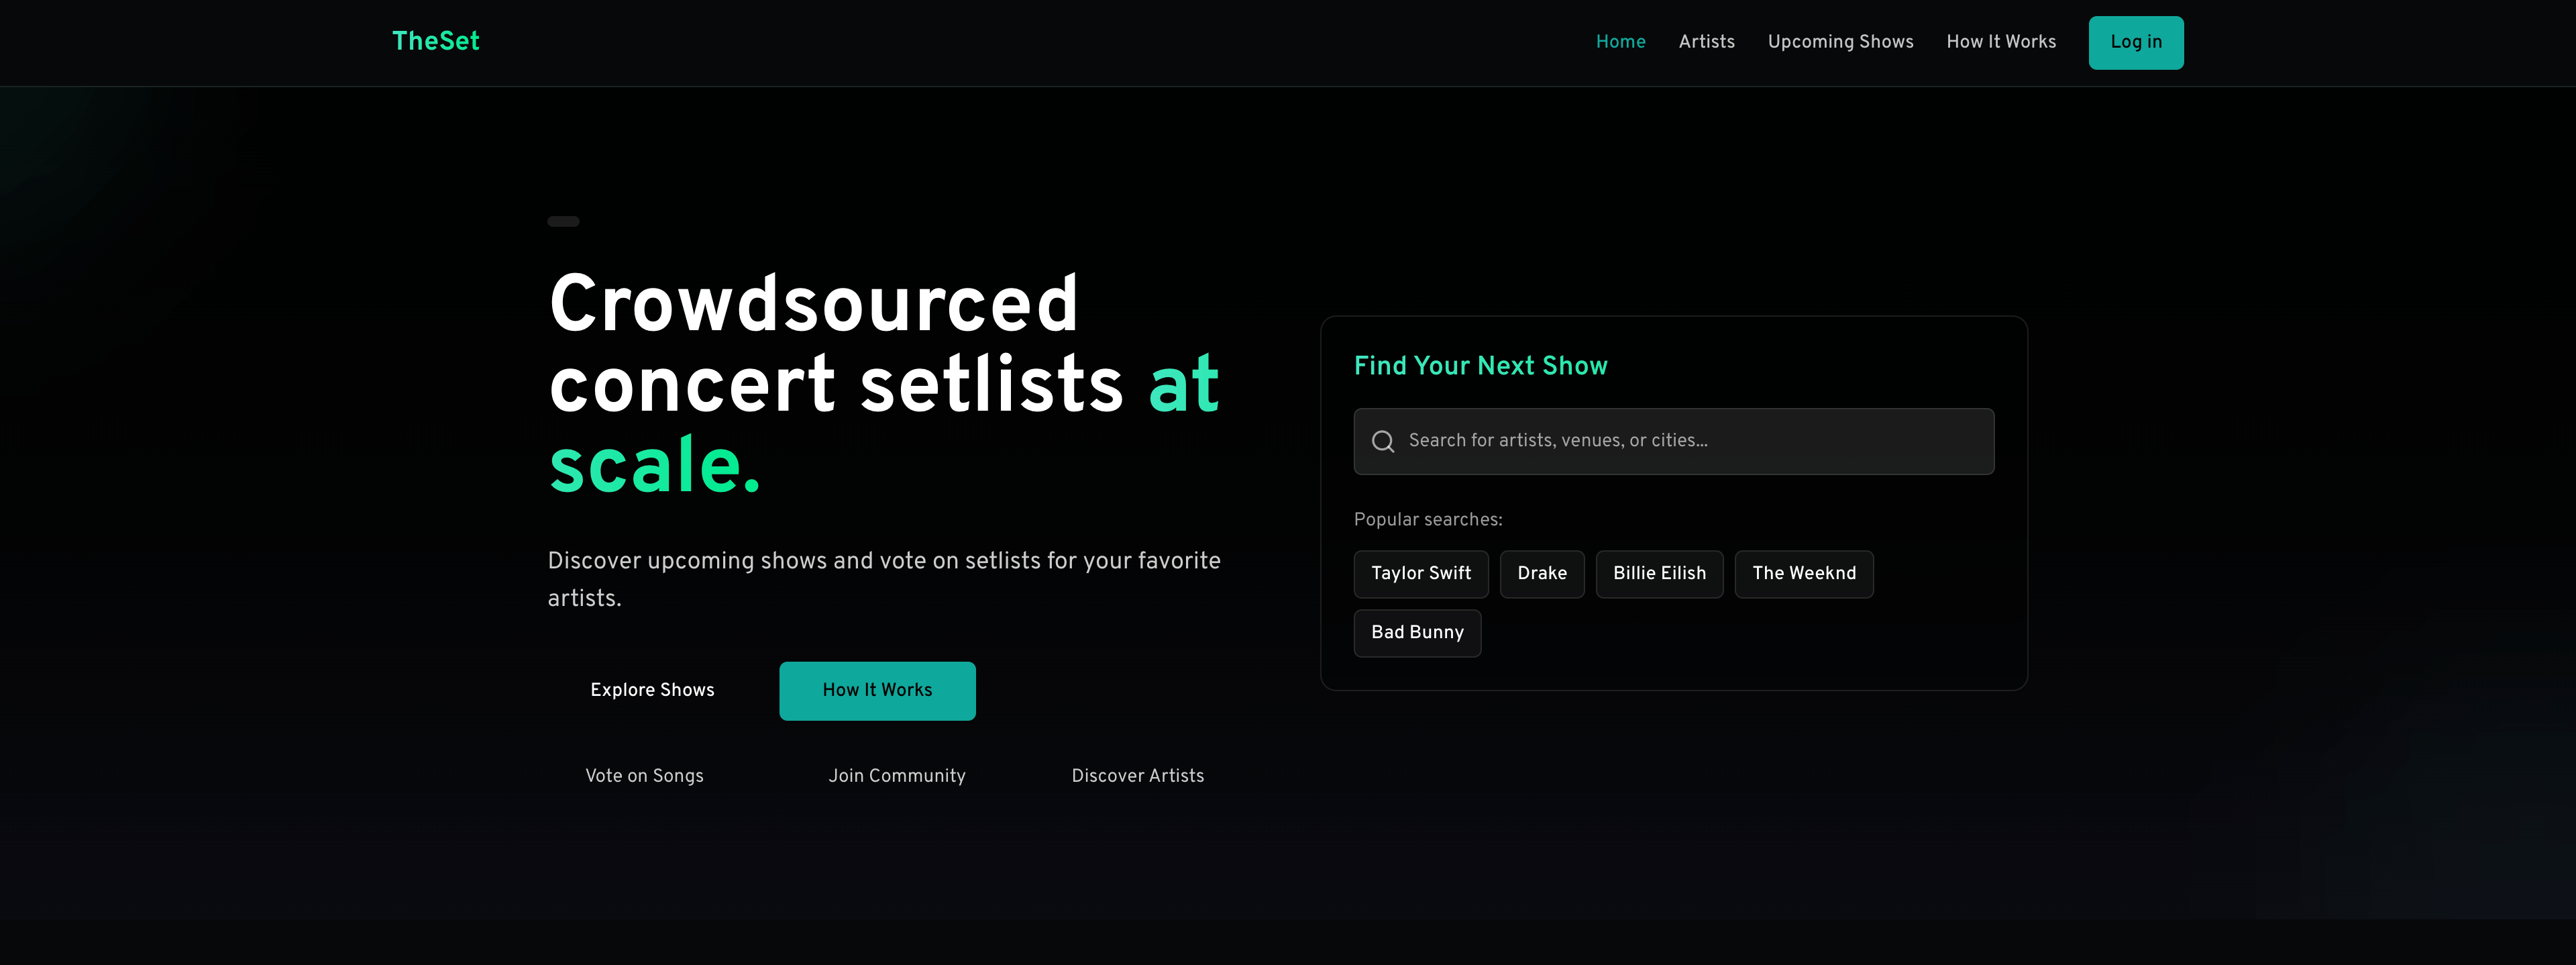 TheSet
Home
Artists
Upcoming Shows
How It Works
Log in
Crowdsourced
concert setlists at
scale.
Discover upcoming shows and vote on setlists for your favorite
artists.
Explore Shows
How It Works
Vote on Songs
Join Community
Discover Artists
Find Your Next Show
Search for artists, venues, or cities...
Popular searches:
Taylor Swift
Drake
Billie Eilish
The Weeknd
Bad Bunny